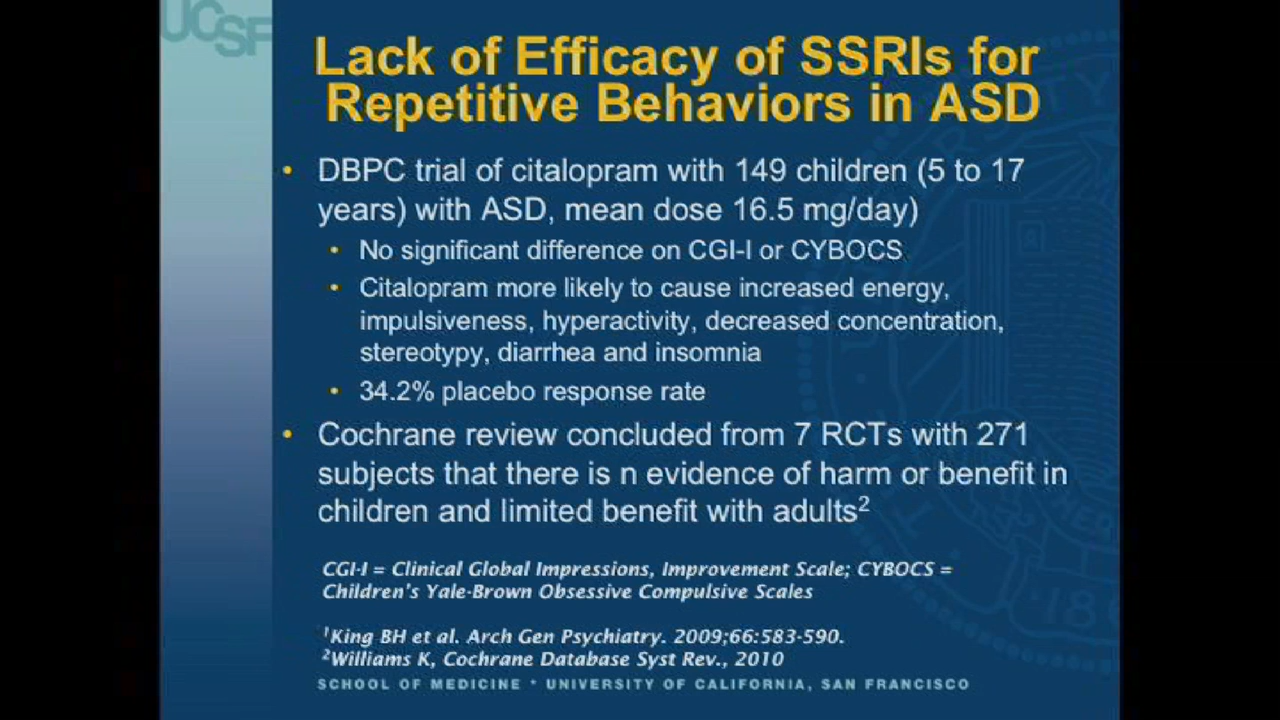 UCSF
Lack of Efficacy of SSRIs for
Repetitive Behaviors in ASD
• DBPC trial of citalopram with 149 children (5 to 17
years) with ASD, mean dose 16.5 mg/day)
• No significant difference on CGI-I or CYBOCS
• Citalopram more likely to cause increased energy,
impulsiveness, hyperactivity, decreased concentration,
stereotypy, diarrhea and insomnia
• 34.2% placebo response rate
• Cochrane review concluded from 7 RCTs with 271
subjects that there is n evidence of harm or benefit in
children and limited benefit with adults²
CGI-I = Clinical Global Impressions, Improvement Scale; CYBOCS =
Children's Yale-Brown Obsessive Compulsive Scales
¹King BH et al. Arch Gen Psychiatry. 2009;66:583-590.
²Williams K, Cochrane Database Syst Rev., 2010
SCHOOL OF MEDICINE * UNIVERSITY OF CALIFORNIA, SAN FRANCISCO